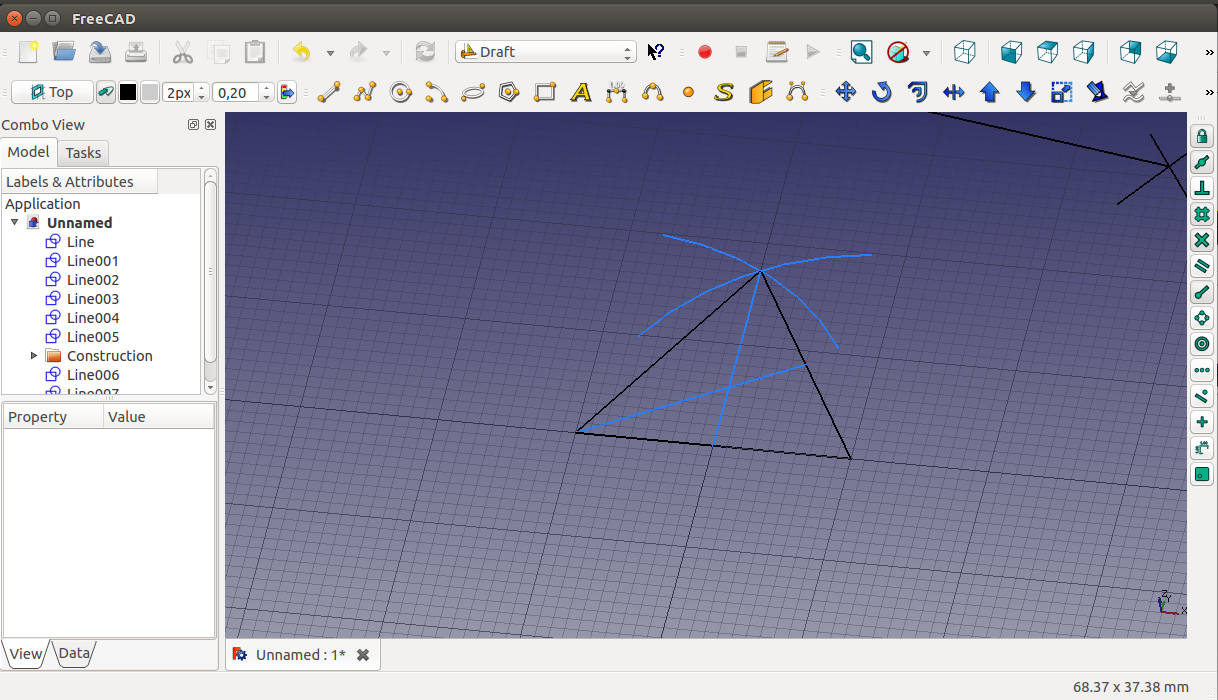 FreeCAD
Draft
Top
2px
0,20
Combo View
Model
Tasks
Labels & Attributes
Application
Unnamed
Line
Line001
Line002
Line003
Line004
Line005
Construction
Line006
Line007
Property
Value
View
Data
Unnamed : 1*
Z
Y
X
68.37 x 37.38 mm